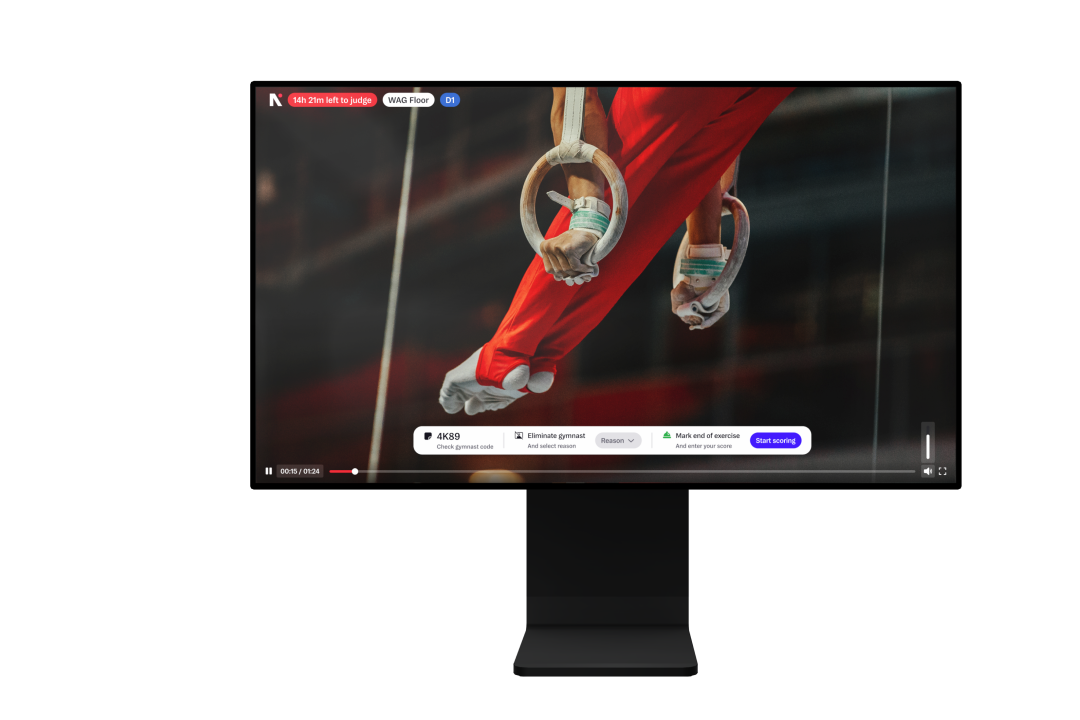 14h 21m left to judge
WAG Floor
D1
4K89
Check gymnast code
Eliminate gymnast
And select reason
Reason
Mark end of exercise
And enter your score
Start scoring
00:15 / 01:24